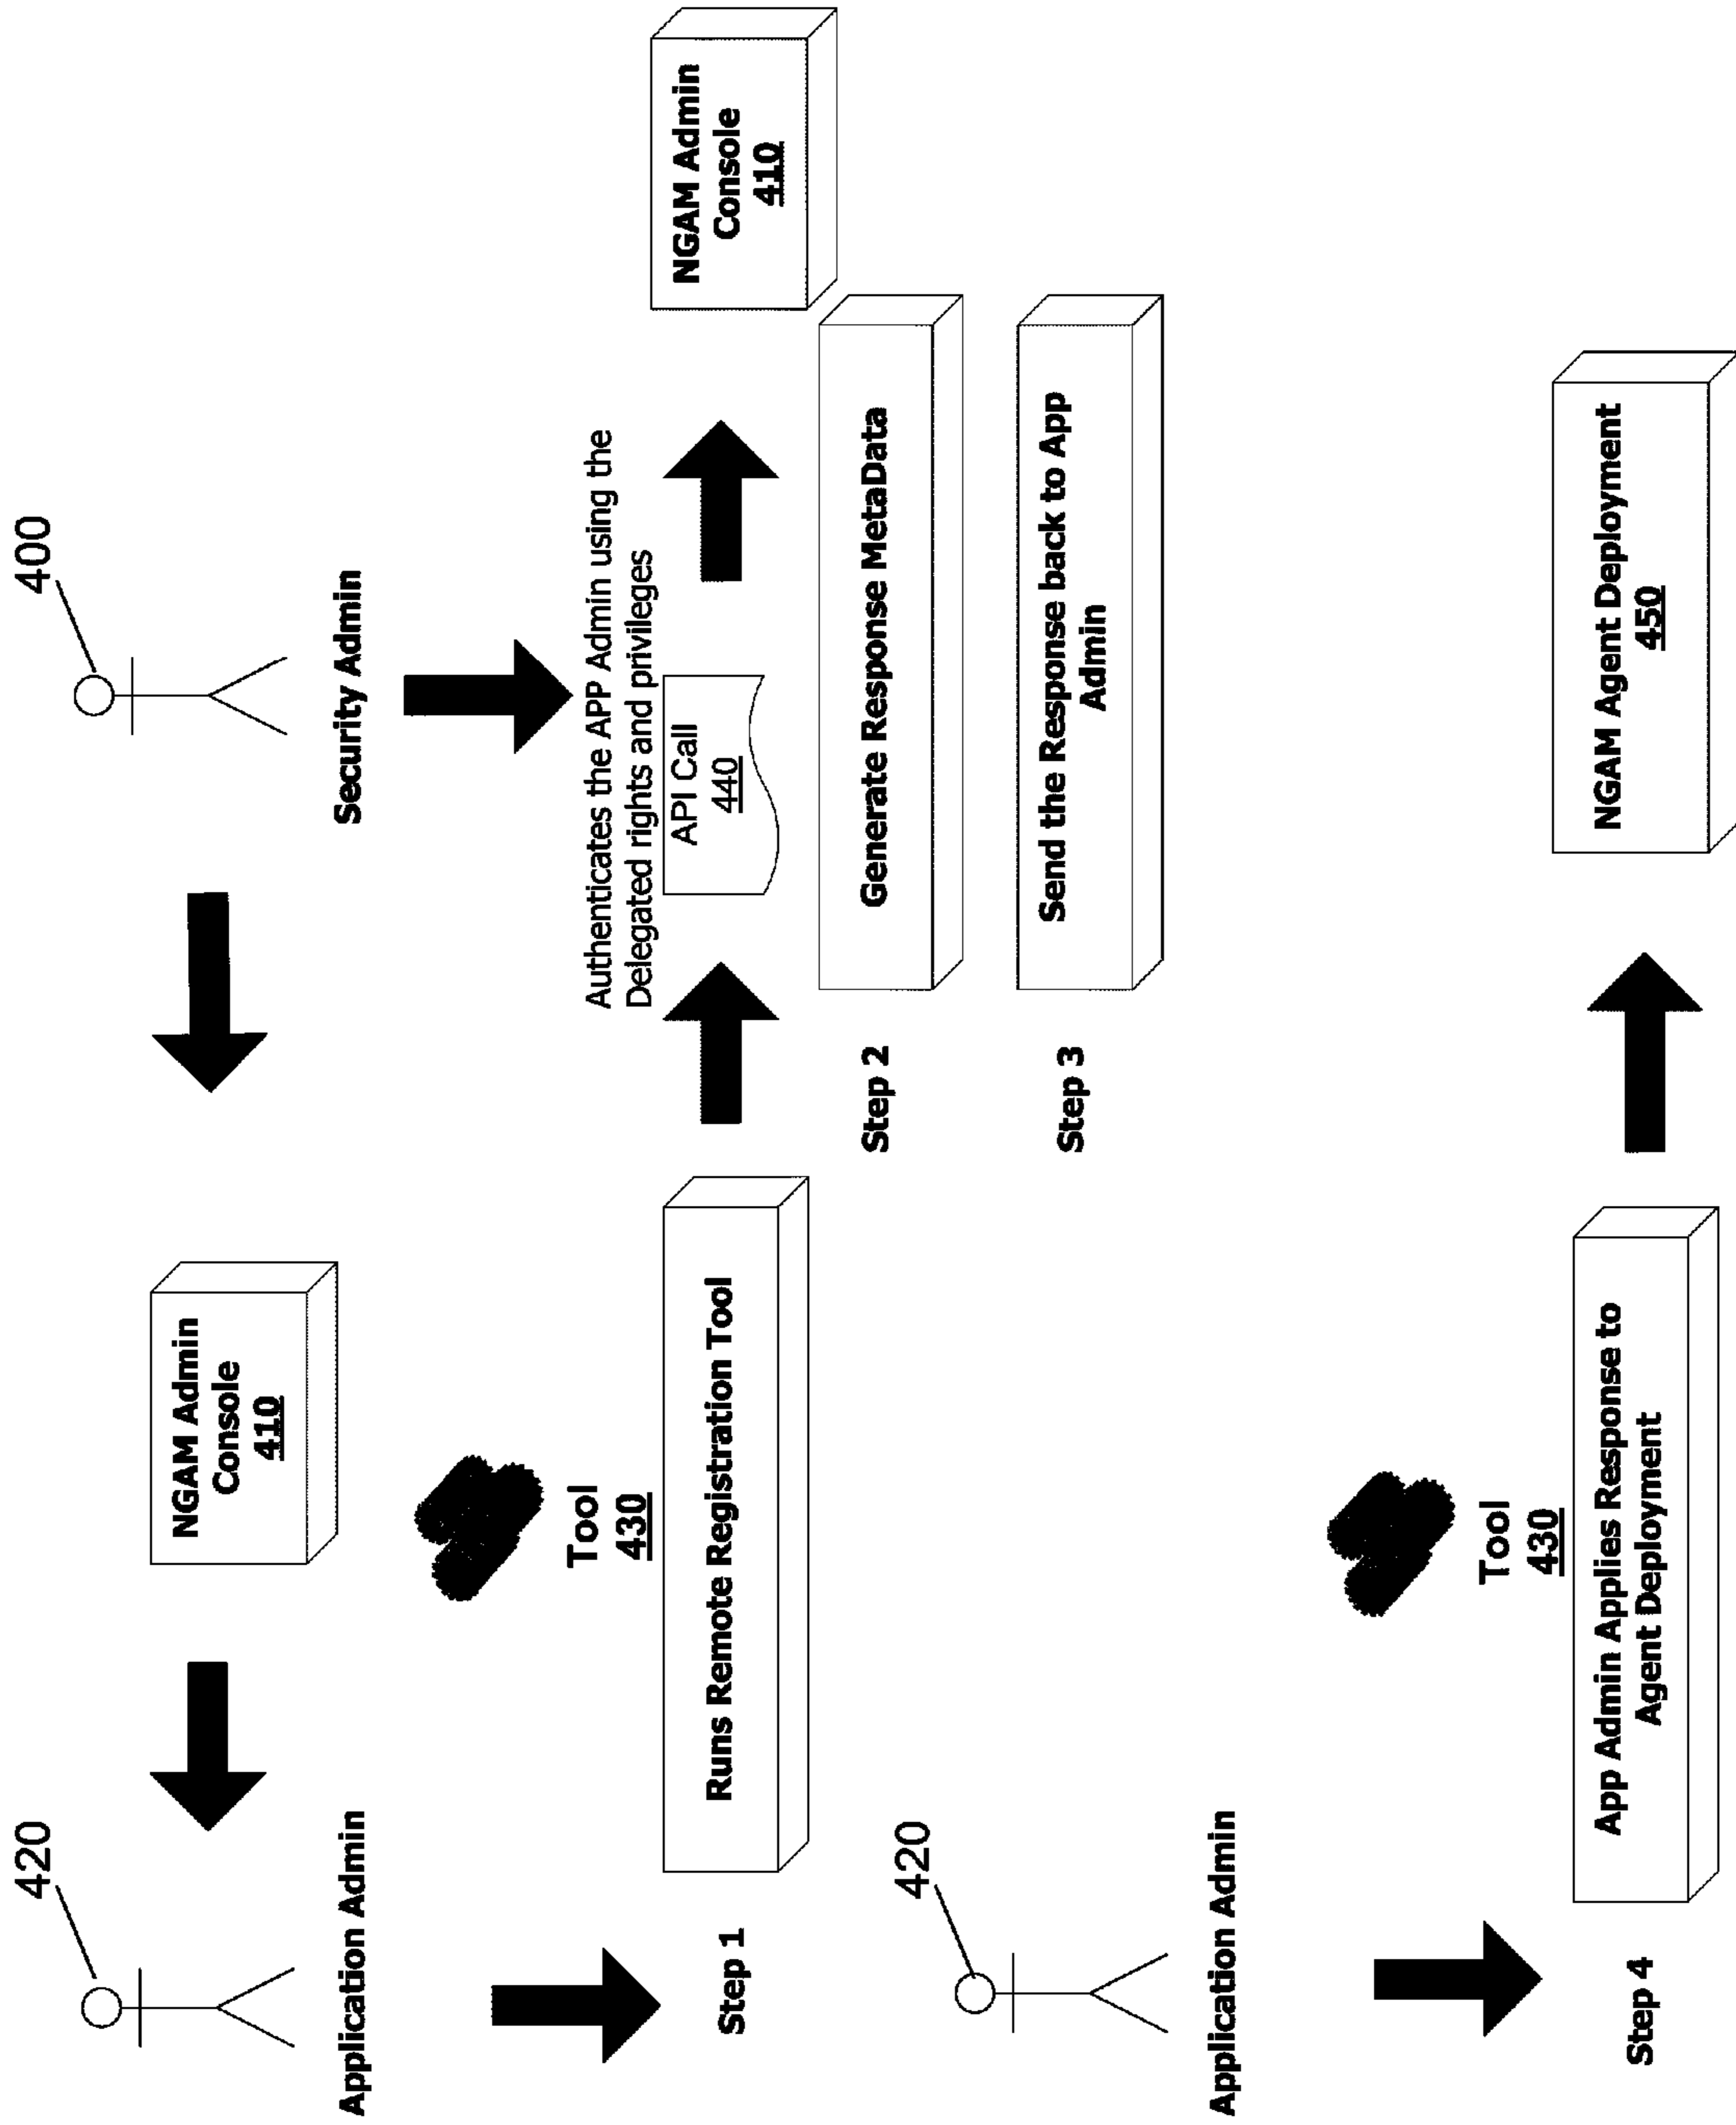 420
400
Application Admin
NGAM Admin
Console
410
Security Admin
Tool
430
Step 1
Runs Remote Registration Tool
Authenticates the APP Admin using the
Delegated rights and privileges
API Call
440
NGAM Admin
Console
410
Step 2
Generate Response MetaData
Step 3
Send the Response back to App
Admin
420
Application Admin
Tool
430
Step 4
App Admin Applies Response to
Agent Deployment
NGAM Agent Deployment
450